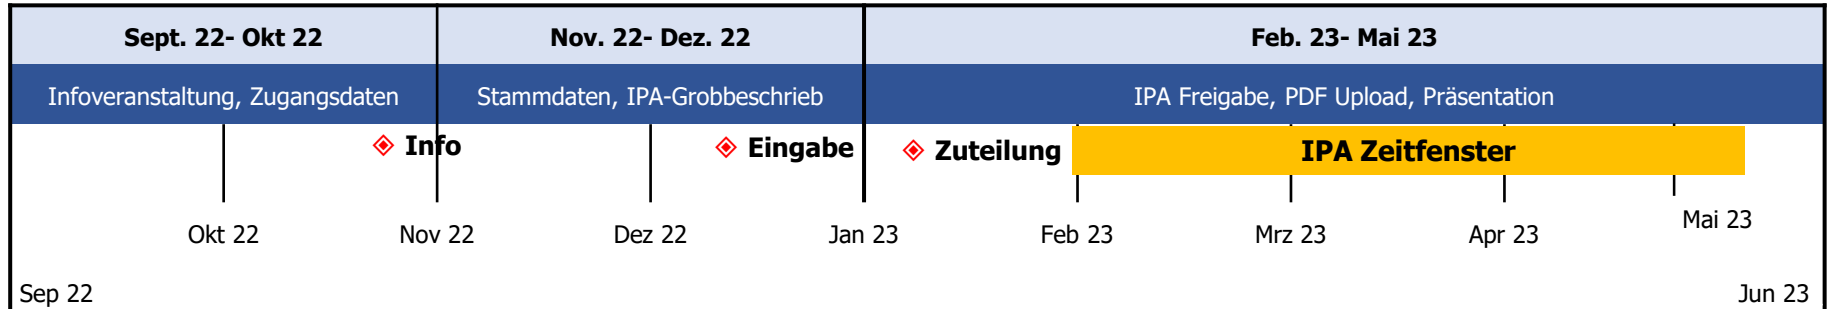 Sept. 22- Okt 22
Nov. 22- Dez. 22
Feb. 23- Mai 23
Infoveranstaltung, Zugangsdaten
Stammdaten, IPA-Grobbeschrieb
IPA Freigabe, PDF Upload, Präsentation
Info
Eingabe
Zuteilung
IPA Zeitfenster
Okt 22
Nov 22
Dez 22
Jan 23
Feb 23
Mrz 23
Apr 23
Mai 23
Sep 22
Jun 23